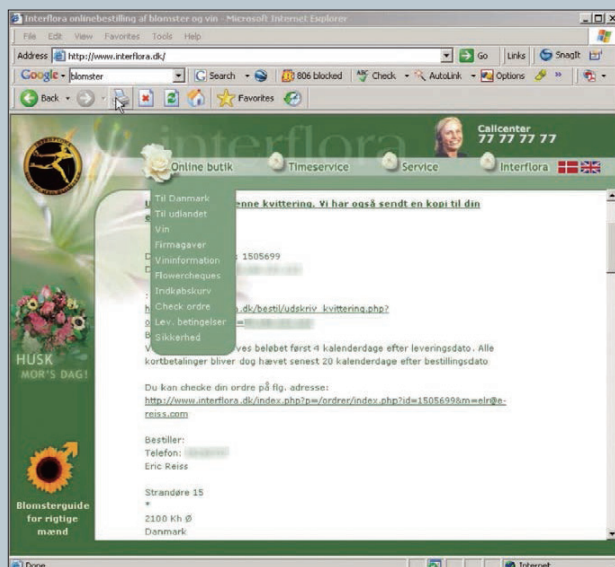 Interflora onlinebestilling af blomster og vin - Microsoft Internet Explorer
File Edit View Favorites Tools Help
Address http://www.interflora.dk/ Go Links SnagIt
Google - blomster Search 806 blocked Check AutoLink Options
Back Favorites
interflora
Callcenter
77 77 77 77
Online butik Timeservice Service Interflora
Til Danmark
Til udlandet
Vin
Firmagaver
Vininformation
Flowercheques
Indkøbskurv
Check ordre
Lev. betingelser
Sikkerhed
enne kvittering. Vi har også sendt en kopi til din
: 1505699
.dk/bestil/udskriv_kvittering.php?
ves beløbet først 4 kalenderdage efter leveringsdato. Alle
kortbetalinger bliver dog hævet senest 20 kalenderdage efter bestillingsdato
Du kan checke din ordre på flg. adresse:
http://www.interflora.dk/index.php?p=/ordrer/index.php?id=1505699&m=elr@e-
reiss.com
Bestiller:
Telefon:
Eric Reiss
Strandøre 15
*
2100 Kh Ø
Danmark
HUSK
MOR'S DAG!
Blomsterguide
for rigtige
mænd
Done Internet